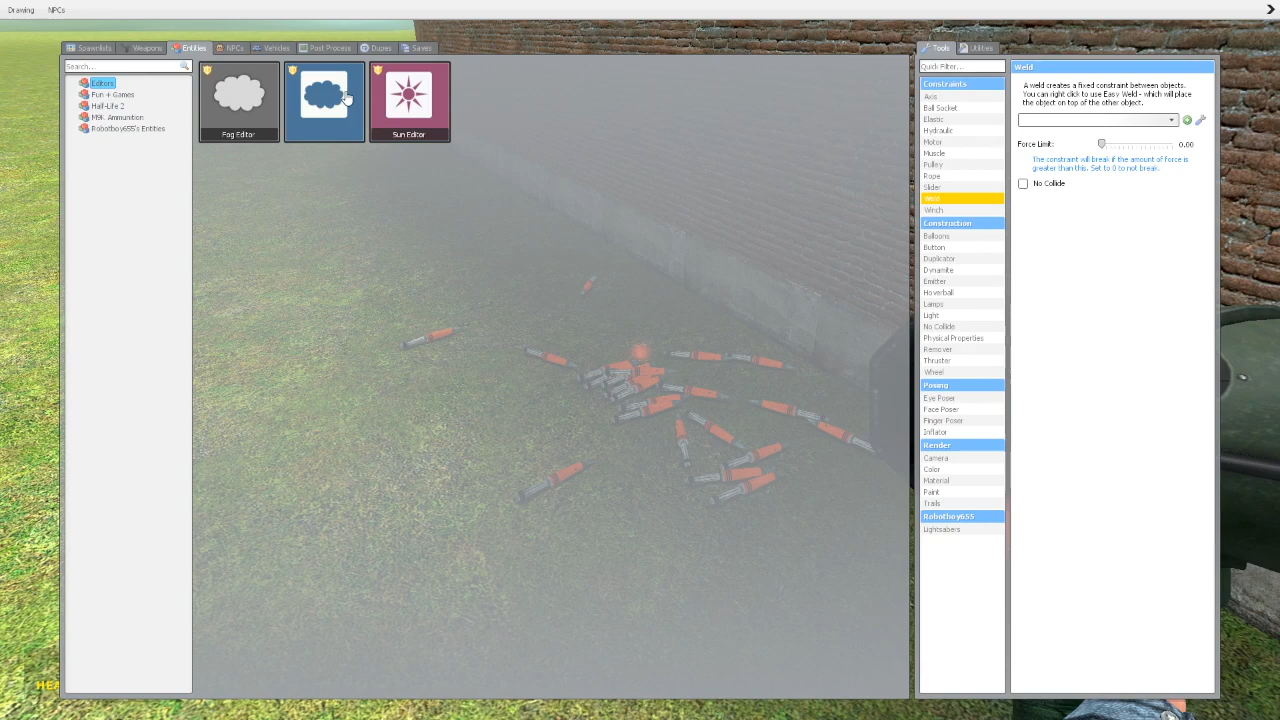 Drawing NPCs
Spawnlists Weapons Entities NPCs Vehicles Post Process Dupes Saves
Search...
Editors
Fun + Games
Half-Life 2
M9K Ammunition
Robotboy655's Entities
Fog Editor
Sun Editor
Tools Utilities
Quick Filter...
Constraints
Axis
Ball Socket
Elastic
Hydraulic
Motor
Muscle
Pulley
Rope
Slider
Weld
Winch
Construction
Balloons
Button
Duplicator
Dynamite
Emitter
Hoverball
Lamps
Light
No Collide
Physical Properties
Remover
Thruster
Wheel
Posing
Eye Poser
Face Poser
Finger Poser
Inflator
Render
Camera
Color
Material
Paint
Trails
Robotboy655
Lightsabers
Weld
A weld creates a fixed constraint between objects.
You can right click to use Easy Weld - which will place
the object on top of the other object.
Force Limit: 0.00
The constraint will break if the amount of force is
greater than this. Set to 0 to not break.
No Collide